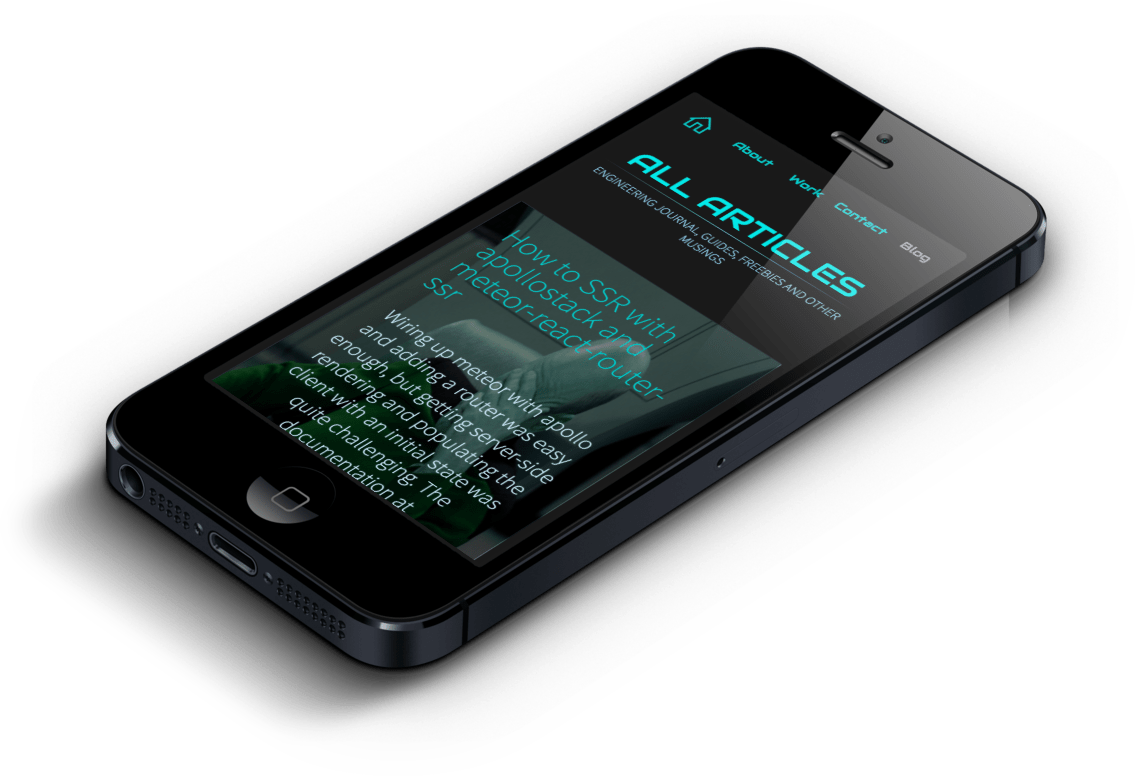 About
Work
Contact
Blog
ALL ARTICLES
ENGINEERING JOURNAL, GUIDES, FREEBIES AND OTHER
MUSINGS
How to SSR with
apollostack and
meteor-react-router-
ssr
Wiring up meteor with apollo
and adding a router was easy
enough, but getting server-side
rendering and populating the
client with an initial state was
quite challenging. The
documentation at